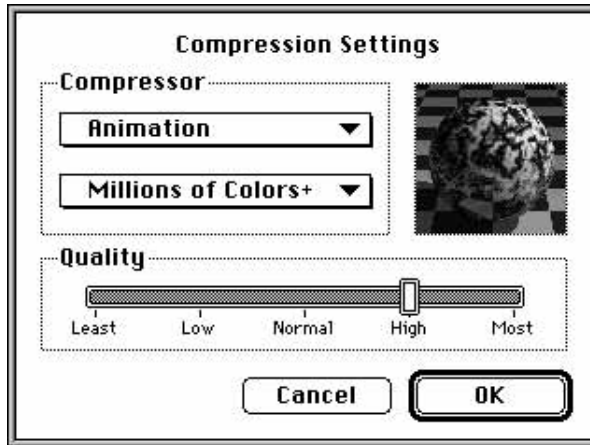 Compression Settings
Compressor
Animation
Millions of Colors+
Quality
Least Low Normal High Most
Cancel OK